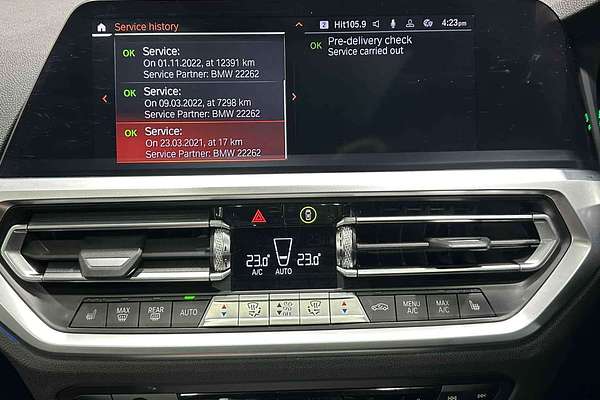 Service history
2 Hit105.9 4:23pm
OK Service:
On 01.11.2022, at 12391 km
Service Partner: BMW 22262
OK Service:
On 09.03.2022, at 7298 km
Service Partner: BMW 22262
OK Service:
On 23.03.2021, at 17 km
Service Partner: BMW 22262
OK Pre-delivery check
Service carried out
23.0° 23.0°
A/C AUTO
MAX
REAR
AUTO
OFF
MENU A/C
MAX A/C